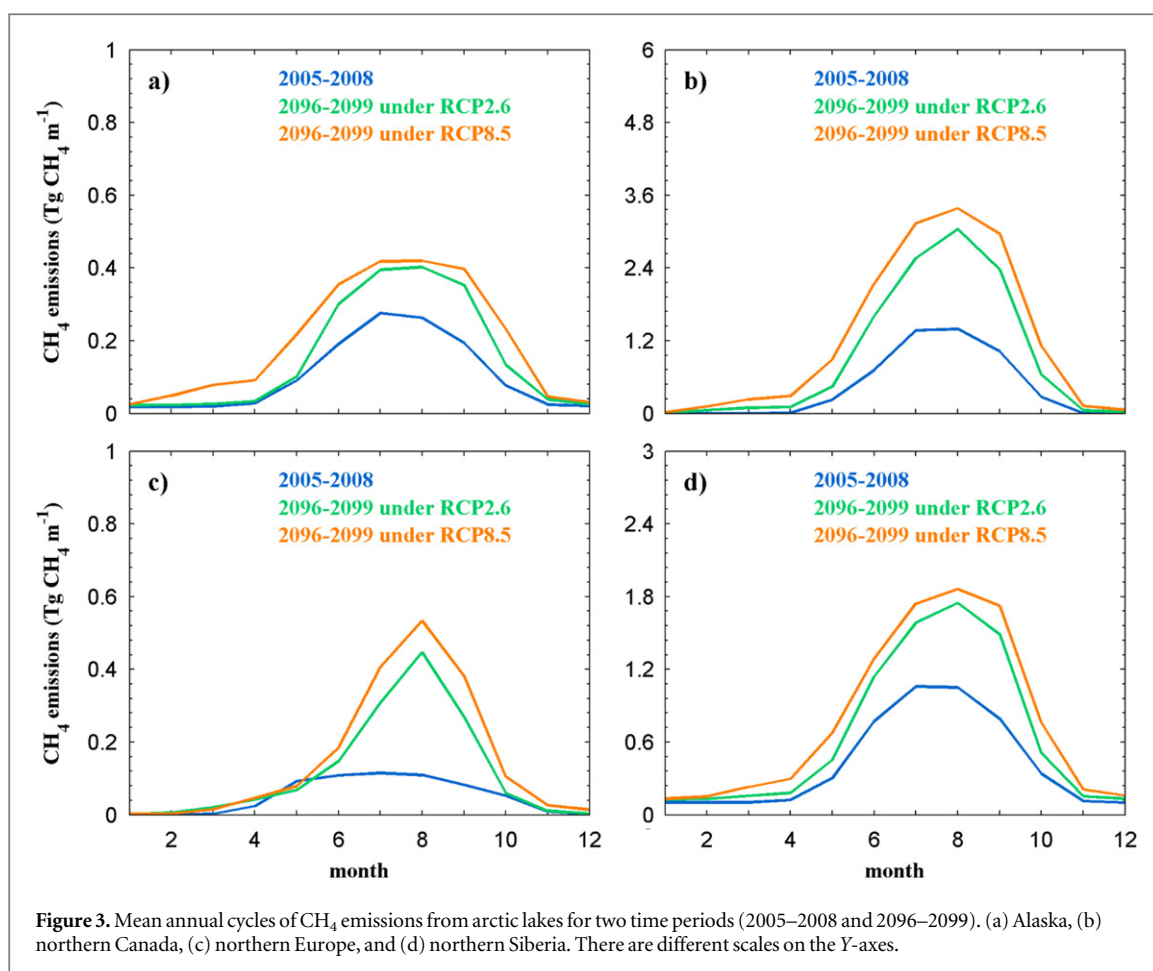 a)
2005-2008
2096-2099 under RCP2.6
2096-2099 under RCP8.5
CH₄ emissions (Tg CH₄ m⁻¹)
1
0.8
0.6
0.4
0.2
0
b)
2005-2008
2096-2099 under RCP2.6
2096-2099 under RCP8.5
6
4.8
3.6
2.4
1.2
0
c)
2005-2008
2096-2099 under RCP2.6
2096-2099 under RCP8.5
CH₄ emissions (Tg CH₄ m⁻¹)
1
0.8
0.6
0.4
0.2
0
2 4 6 8 10 12
month
d)
2005-2008
2096-2099 under RCP2.6
2096-2099 under RCP8.5
3
2.4
1.8
1.2
0.6
0
2 4 6 8 10 12
month
Figure 3. Mean annual cycles of CH₄ emissions from arctic lakes for two time periods (2005–2008 and 2096–2099). (a) Alaska, (b)
northern Canada, (c) northern Europe, and (d) northern Siberia. There are different scales on the Y-axes.